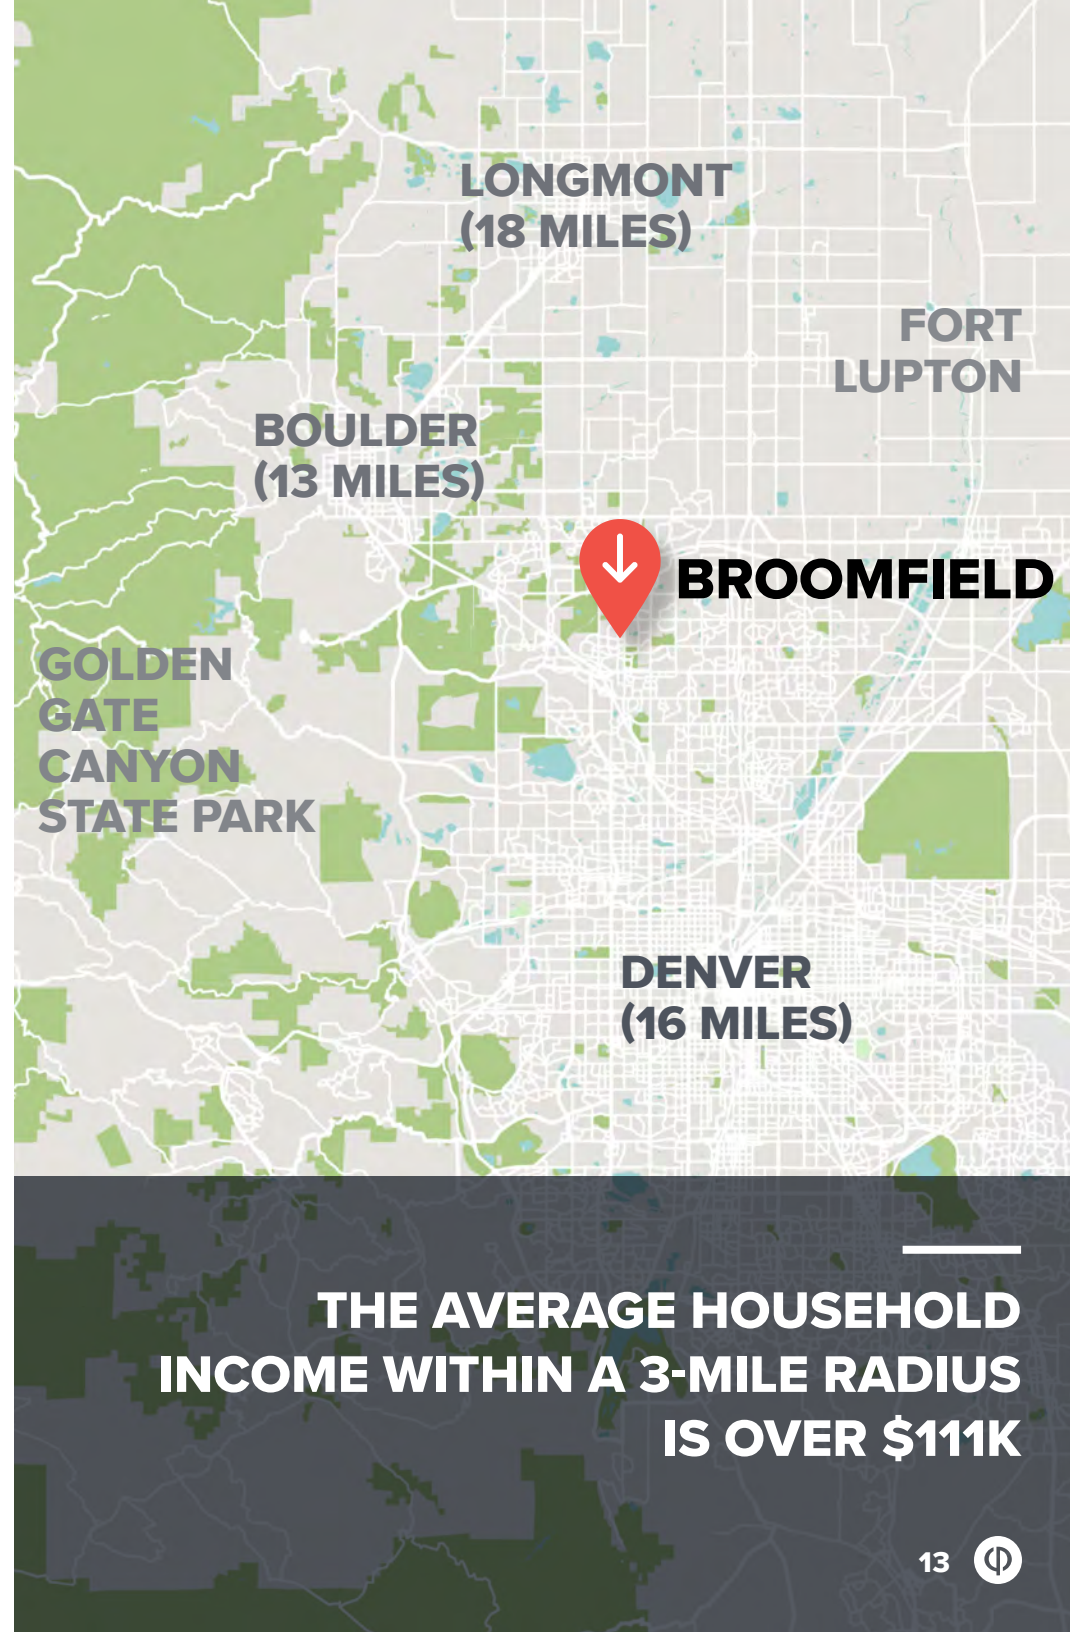 LONGMONT
(18 MILES)
FORT
LUPTON
BOULDER
(13 MILES)
BROOMFIELD
GOLDEN
GATE
CANYON
STATE PARK
DENVER
(16 MILES)
THE AVERAGE HOUSEHOLD
INCOME WITHIN A 3-MILE RADIUS
IS OVER $111K
13